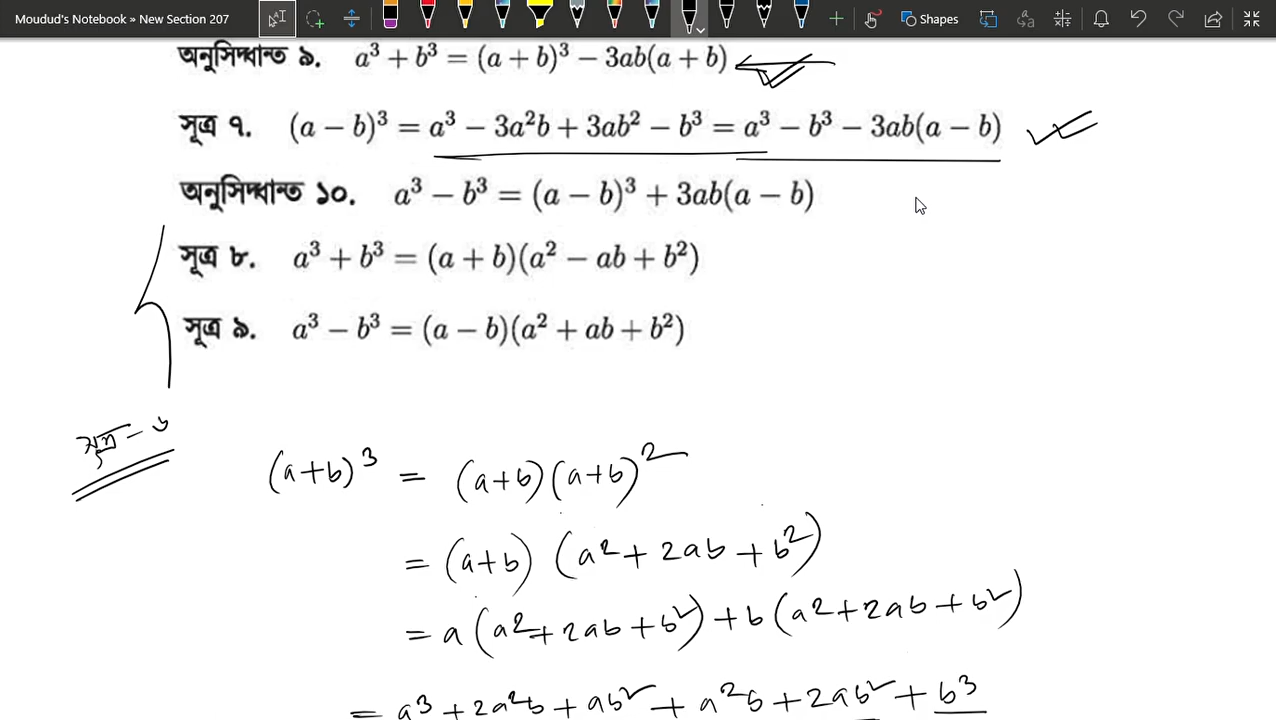 Moudud's Notebook » New Section 207
Shapes
অনুসিদ্ধান্ত ৯. a³ + b³ = (a + b)³ − 3ab(a + b)
সূত্র ৭. (a − b)³ = a³ − 3a²b + 3ab² − b³ = a³ − b³ − 3ab(a − b)
অনুসিদ্ধান্ত ১০. a³ − b³ = (a − b)³ + 3ab(a − b)
সূত্র ৮. a³ + b³ = (a + b)(a² − ab + b²)
সূত্র ৯. a³ − b³ = (a − b)(a² + ab + b²)
সূত্র - ৬
(a+b)³ = (a+b)(a+b)²
= (a+b) (a²+2ab+b²)
= a(a²+2ab+b²)+b(a²+2ab+b²)
= a³+2a²b+ab²+a²b+2ab²+b³